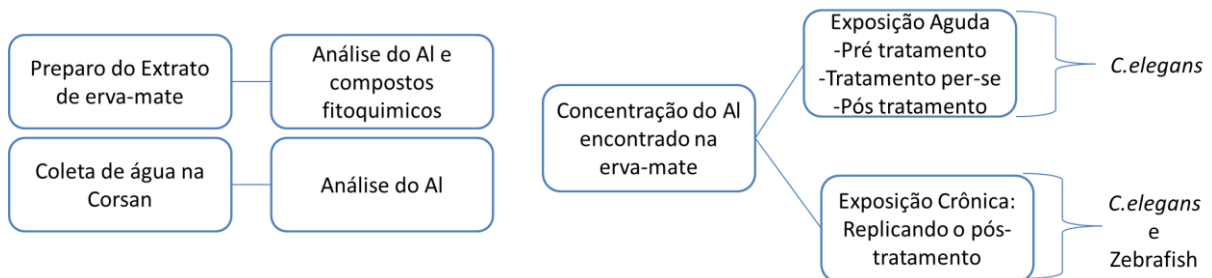 Preparo do Extrato
de erva-mate
Análise do Al e
compostos
fitoquimicos
Coleta de água na
Corsan
Análise do Al
Concentração do Al
encontrado na
erva-mate
Exposição Aguda
-Pré tratamento
-Tratamento per-se
-Pós tratamento
C.elegans
Exposição Crônica:
Replicando o pós-
tratamento
C.elegans
e
Zebrafish